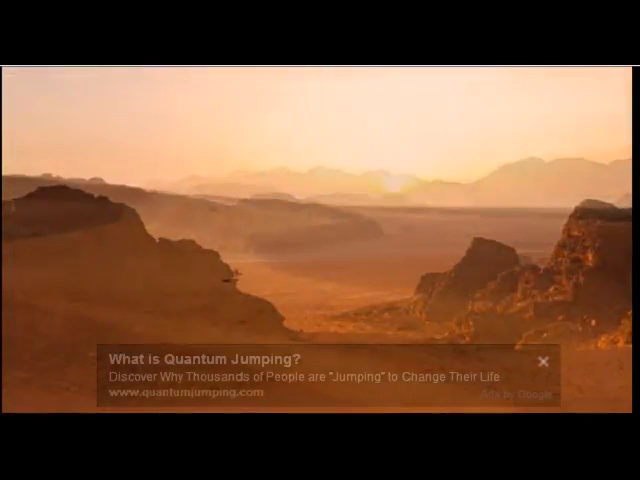 What is Quantum Jumping?
Discover Why Thousands of People are "Jumping" to Change Their Life
www.quantumjumping.com
Ads by Google